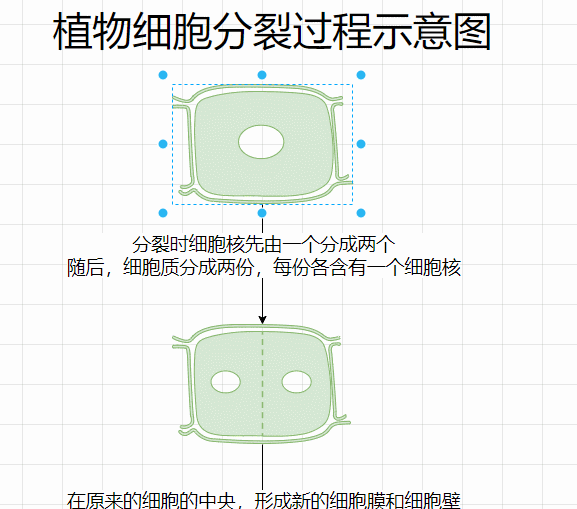 植物细胞分裂过程示意图
分裂时细胞核先由一个分成两个
随后，细胞质分成两份，每份各含有一个细胞核
在原来的细胞的中央，形成新的细胞膜和细胞壁